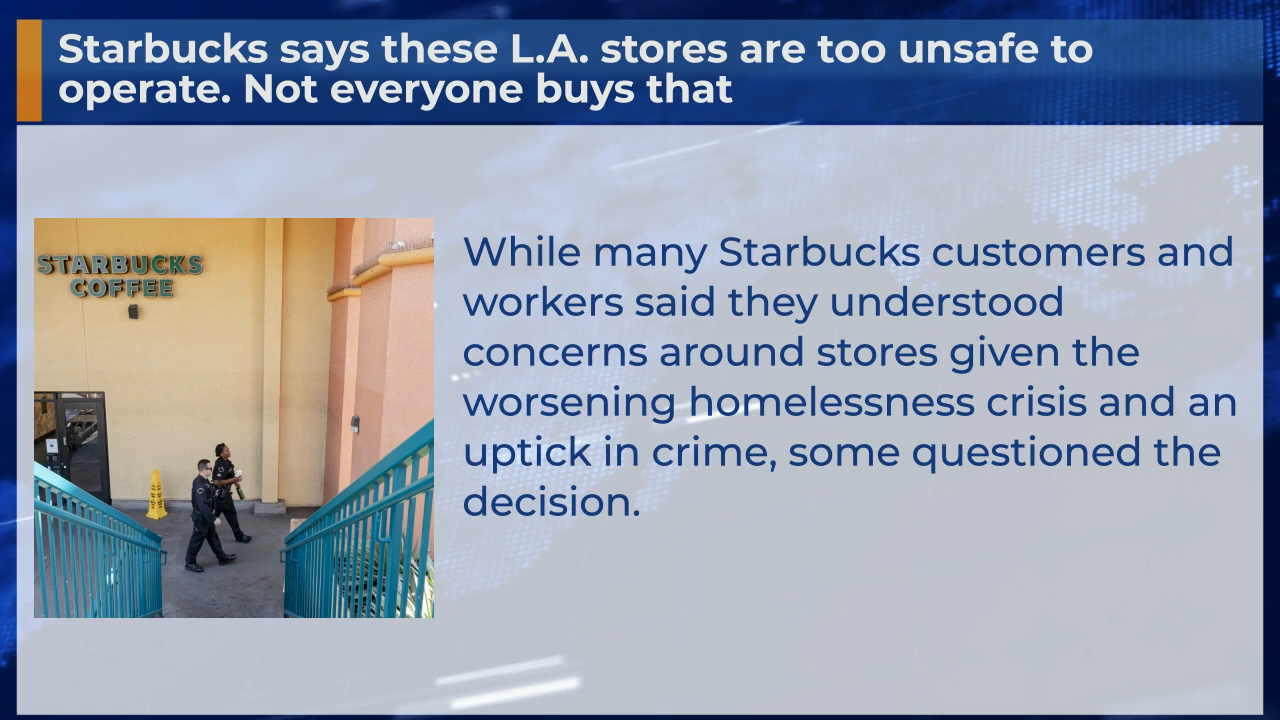 Starbucks says these L.A. stores are too unsafe to
operate. Not everyone buys that
STARBUCKS
COFFEE
While many Starbucks customers and
workers said they understood
concerns around stores given the
worsening homelessness crisis and an
uptick in crime, some questioned the
decision.